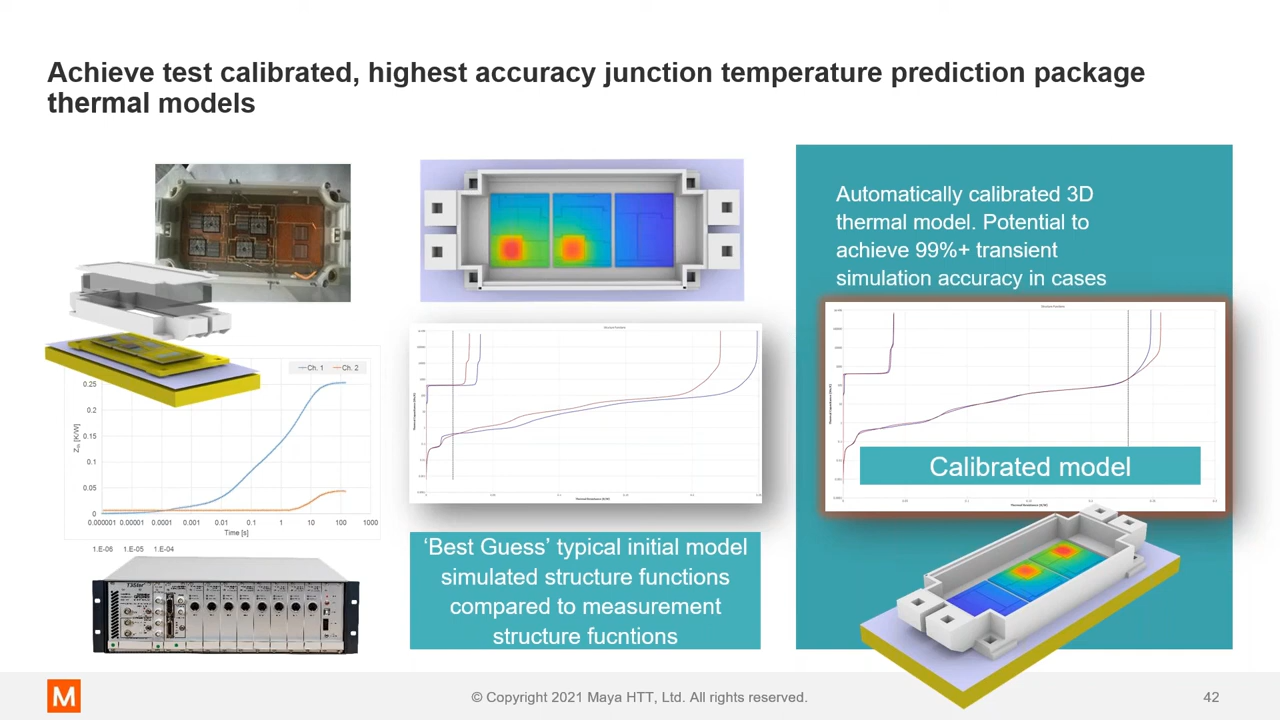 Achieve test calibrated, highest accuracy junction temperature prediction package
thermal models
Ch. 1
Ch. 2
0.25
0.2
0.15
0.1
0.05
0
Zth [K/W]
0.000001 0.00001 0.0001 0.001 0.01 0.1 1 10 100 1000
Time [s]
1.E-06 1.E-05 1.E-04
T3Ster
‘Best Guess’ typical initial model
simulated structure functions
compared to measurement
structure fucntions
Automatically calibrated 3D
thermal model. Potential to
achieve 99%+ transient
simulation accuracy in cases
Calibrated model
M
© Copyright 2021 Maya HTT, Ltd. All rights reserved.
42